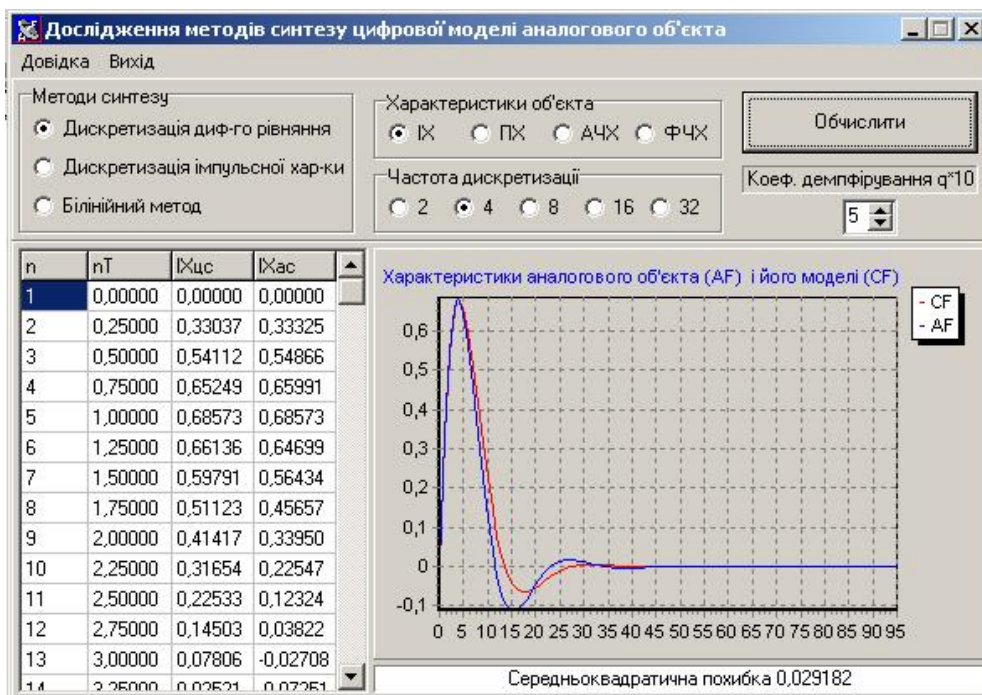 Дослідження методів синтезу цифрової моделі аналогового об'єкта
Довідка Вихід
Методи синтезу
Дискретизація диф-го рівняння
Дискретизація імпульсної хар-ки
Білінійний метод
Характеристики об'єкта
ІХ ПХ АЧХ ФЧХ
Частота дискретизації
2 4 8 16 32
Обчислити
Коеф. демпфірування q*10
5
n nT ІХцс ІХас
1 0,00000 0,00000 0,00000
2 0,25000 0,33037 0,33325
3 0,50000 0,54112 0,54866
4 0,75000 0,65249 0,65991
5 1,00000 0,68573 0,68573
6 1,25000 0,66136 0,64699
7 1,50000 0,59791 0,56434
8 1,75000 0,51123 0,45657
9 2,00000 0,41417 0,33950
10 2,25000 0,31654 0,22547
11 2,50000 0,22533 0,12324
12 2,75000 0,14503 0,03822
13 3,00000 0,07806 -0,02708
Характеристики аналогового об'єкта (AF) і його моделі (CF)
- CF
- AF
0,6
0,5
0,4
0,3
0,2
0,1
0
-0,1
0 5 10 15 20 25 30 35 40 45 50 55 60 65 70 75 80 85 90 95
Середньоквадратична похибка 0,029182